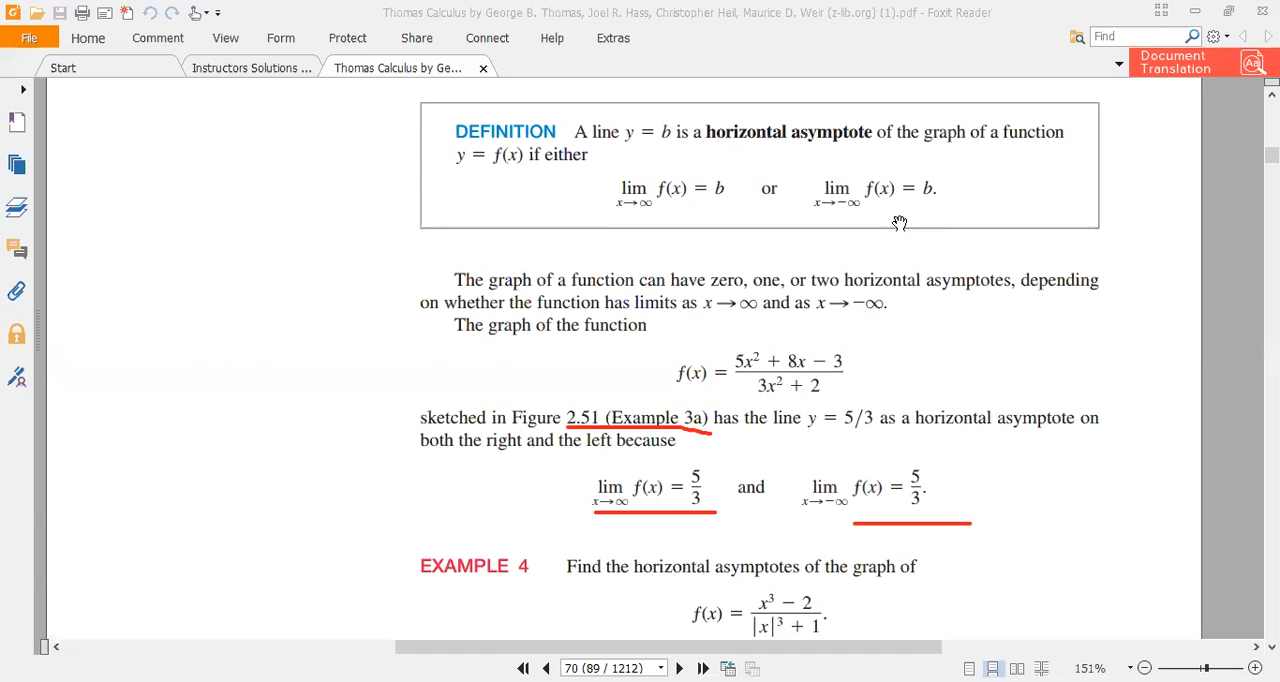 Thomas Calculus by George B. Thomas, Joel R. Hass, Christopher Heil, Maurice D. Weir (z-lib.org) (1).pdf - Foxit Reader
File Home Comment View Form Protect Share Connect Help Extras Find
Start Instructors Solutions ... Thomas Calculus by Ge... Document
Translation
DEFINITION A line y = b is a horizontal asymptote of the graph of a function
y = f(x) if either
lim x→∞ f(x) = b or lim x→−∞ f(x) = b.
The graph of a function can have zero, one, or two horizontal asymptotes, depending
on whether the function has limits as x→∞ and as x→−∞.
The graph of the function
f(x) = (5x² + 8x − 3)/(3x² + 2)
sketched in Figure 2.51 (Example 3a) has the line y = 5/3 as a horizontal asymptote on
both the right and the left because
lim x→∞ f(x) = 5/3 and lim x→−∞ f(x) = 5/3.
EXAMPLE 4 Find the horizontal asymptotes of the graph of
f(x) = (x³ − 2)/(|x|³ + 1).
70 (89 / 1212) 151%